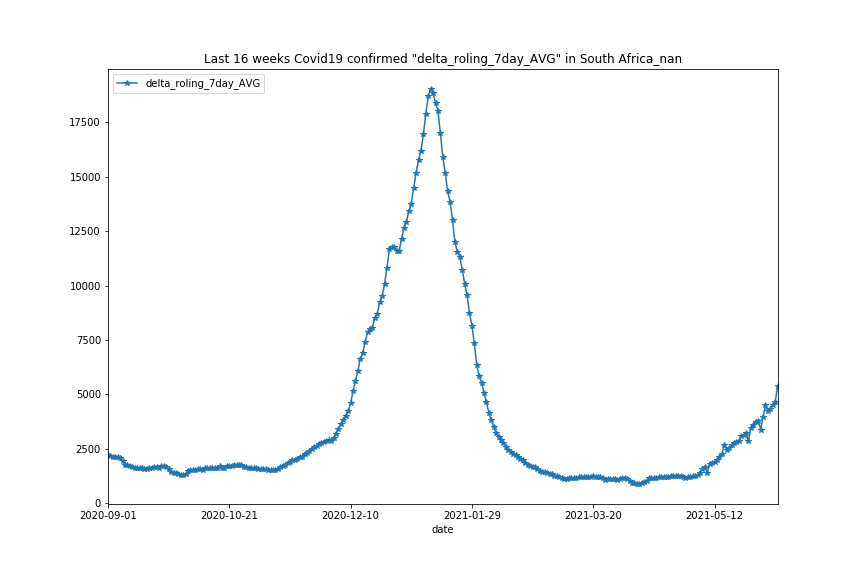 Last 16 weeks Covid19 confirmed "delta_roling_7day_AVG" in South Africa_nan
delta_roling_7day_AVG
17500
15000
12500
10000
7500
5000
2500
0
2020-09-01 2020-10-21 2020-12-10 2021-01-29 2021-03-20 2021-05-12
date